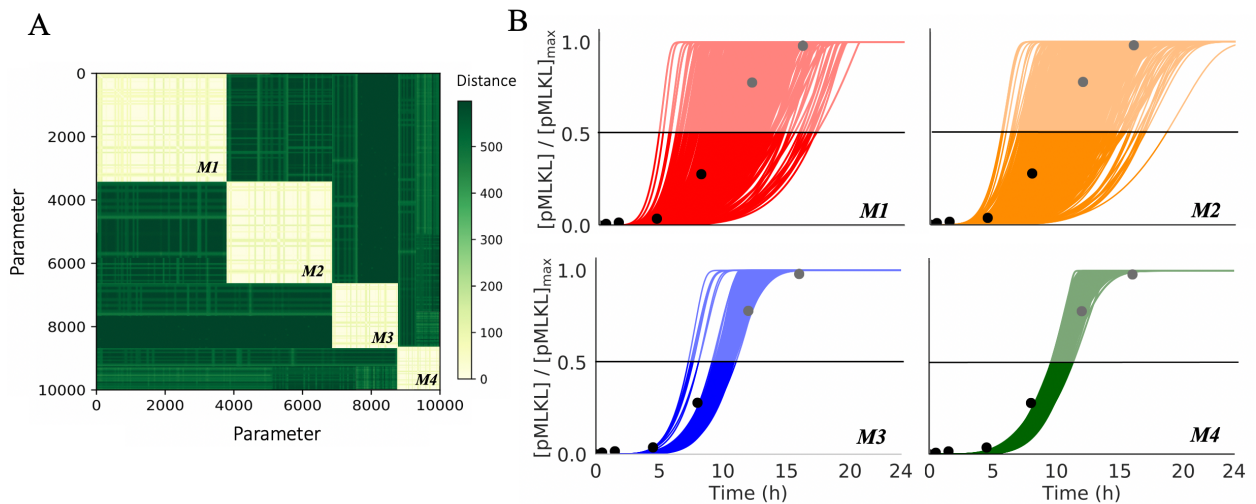 A
B
Distance
0
2000
4000
6000
8000
10000
Parameter
M1
M2
M3
M4
0
2000
4000
6000
8000
10000
Parameter
500
400
300
200
100
0
[pMLKL] / [pMLKL]max
1.0
0.5
0.0
M1
M2
[pMLKL] / [pMLKL]max
1.0
0.5
0.0
M3
M4
0 5 10 15 20 24
0 5 10 15 20 24
Time (h)
Time (h)